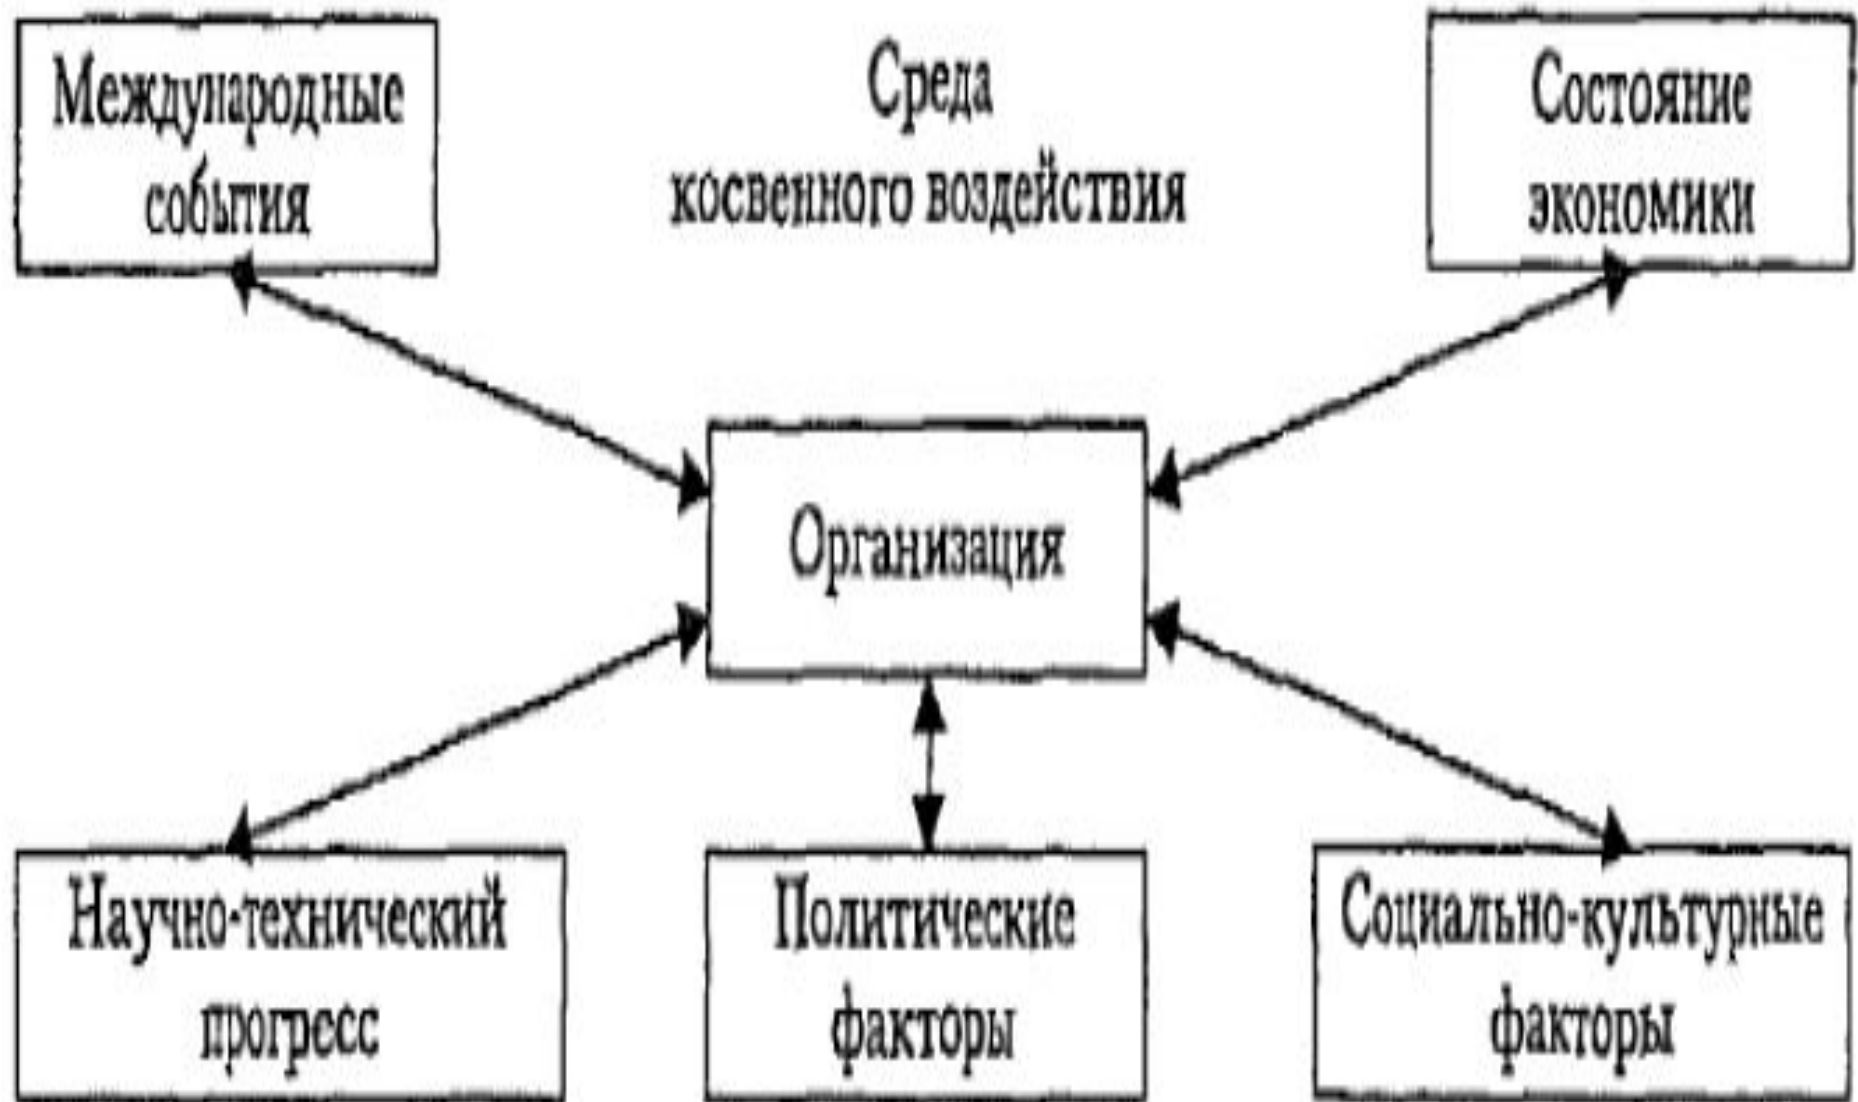 Международные
события
Среда
косвенного воздействия
Состояние
экономики
Организация
Научно-технический
прогресс
Политические
факторы
Социально-культурные
факторы